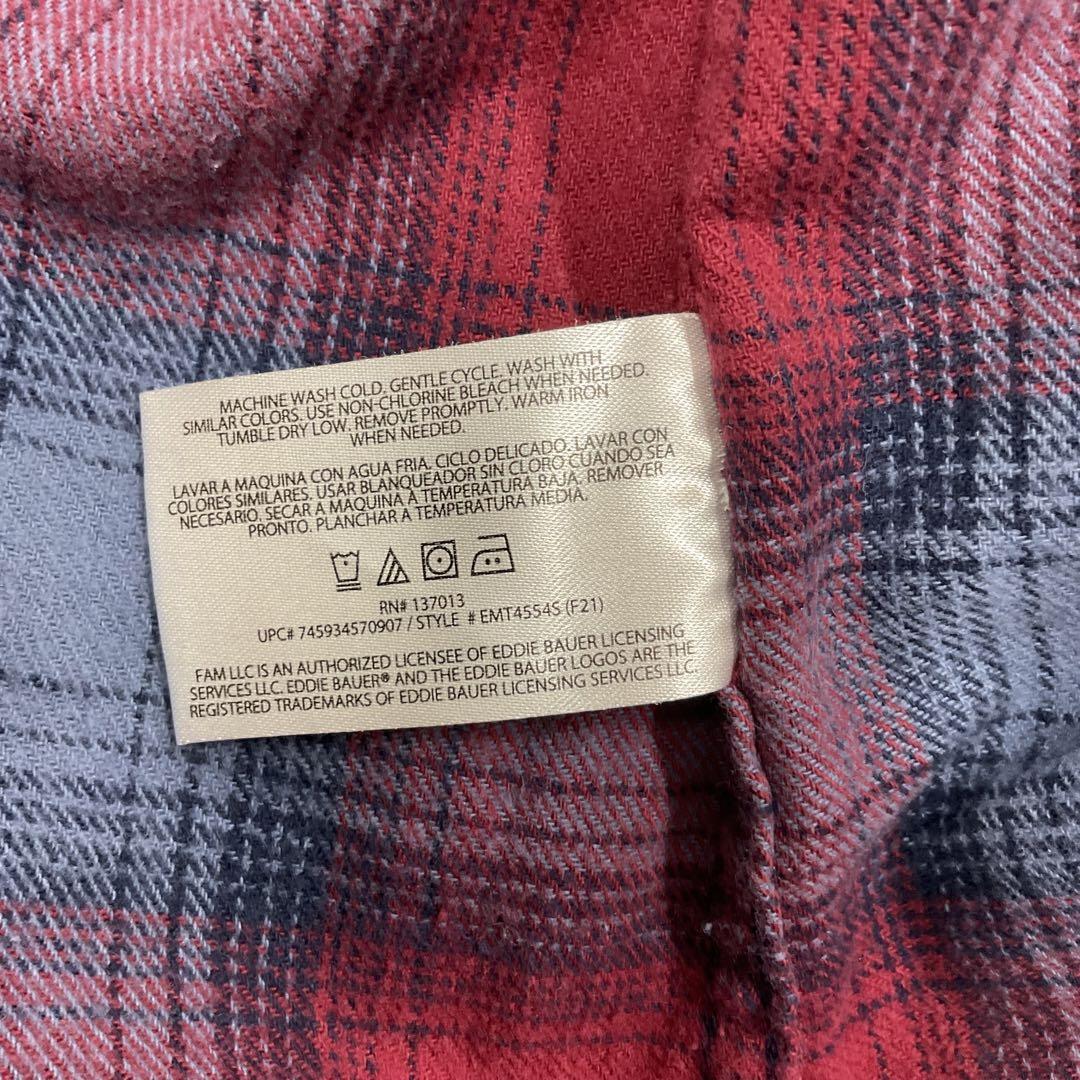 MACHINE WASH COLD. GENTLE CYCLE. WASH WITH
SIMILAR COLORS. USE NON-CHLORINE BLEACH WHEN NEEDED.
TUMBLE DRY LOW. REMOVE PROMPTLY. WARM IRON
WHEN NEEDED.
LAVAR A MAQUINA CON AGUA FRIA. CICLO DELICADO. LAVAR CON
COLORES SIMILARES. USAR BLANQUEADOR SIN CLORO CUANDO SEA
NECESARIO. SECAR A MAQUINA A TEMPERATURA BAJA. REMOVER
PRONTO. PLANCHAR A TEMPERATURA MEDIA.
RN# 137013
UPC# 745934570907 / STYLE # EMT4554S (F21)
FAM LLC IS AN AUTHORIZED LICENSEE OF EDDIE BAUER LICENSING
SERVICES LLC. EDDIE BAUER® AND THE EDDIE BAUER LOGOS ARE THE
REGISTERED TRADEMARKS OF EDDIE BAUER LICENSING SERVICES LLC.